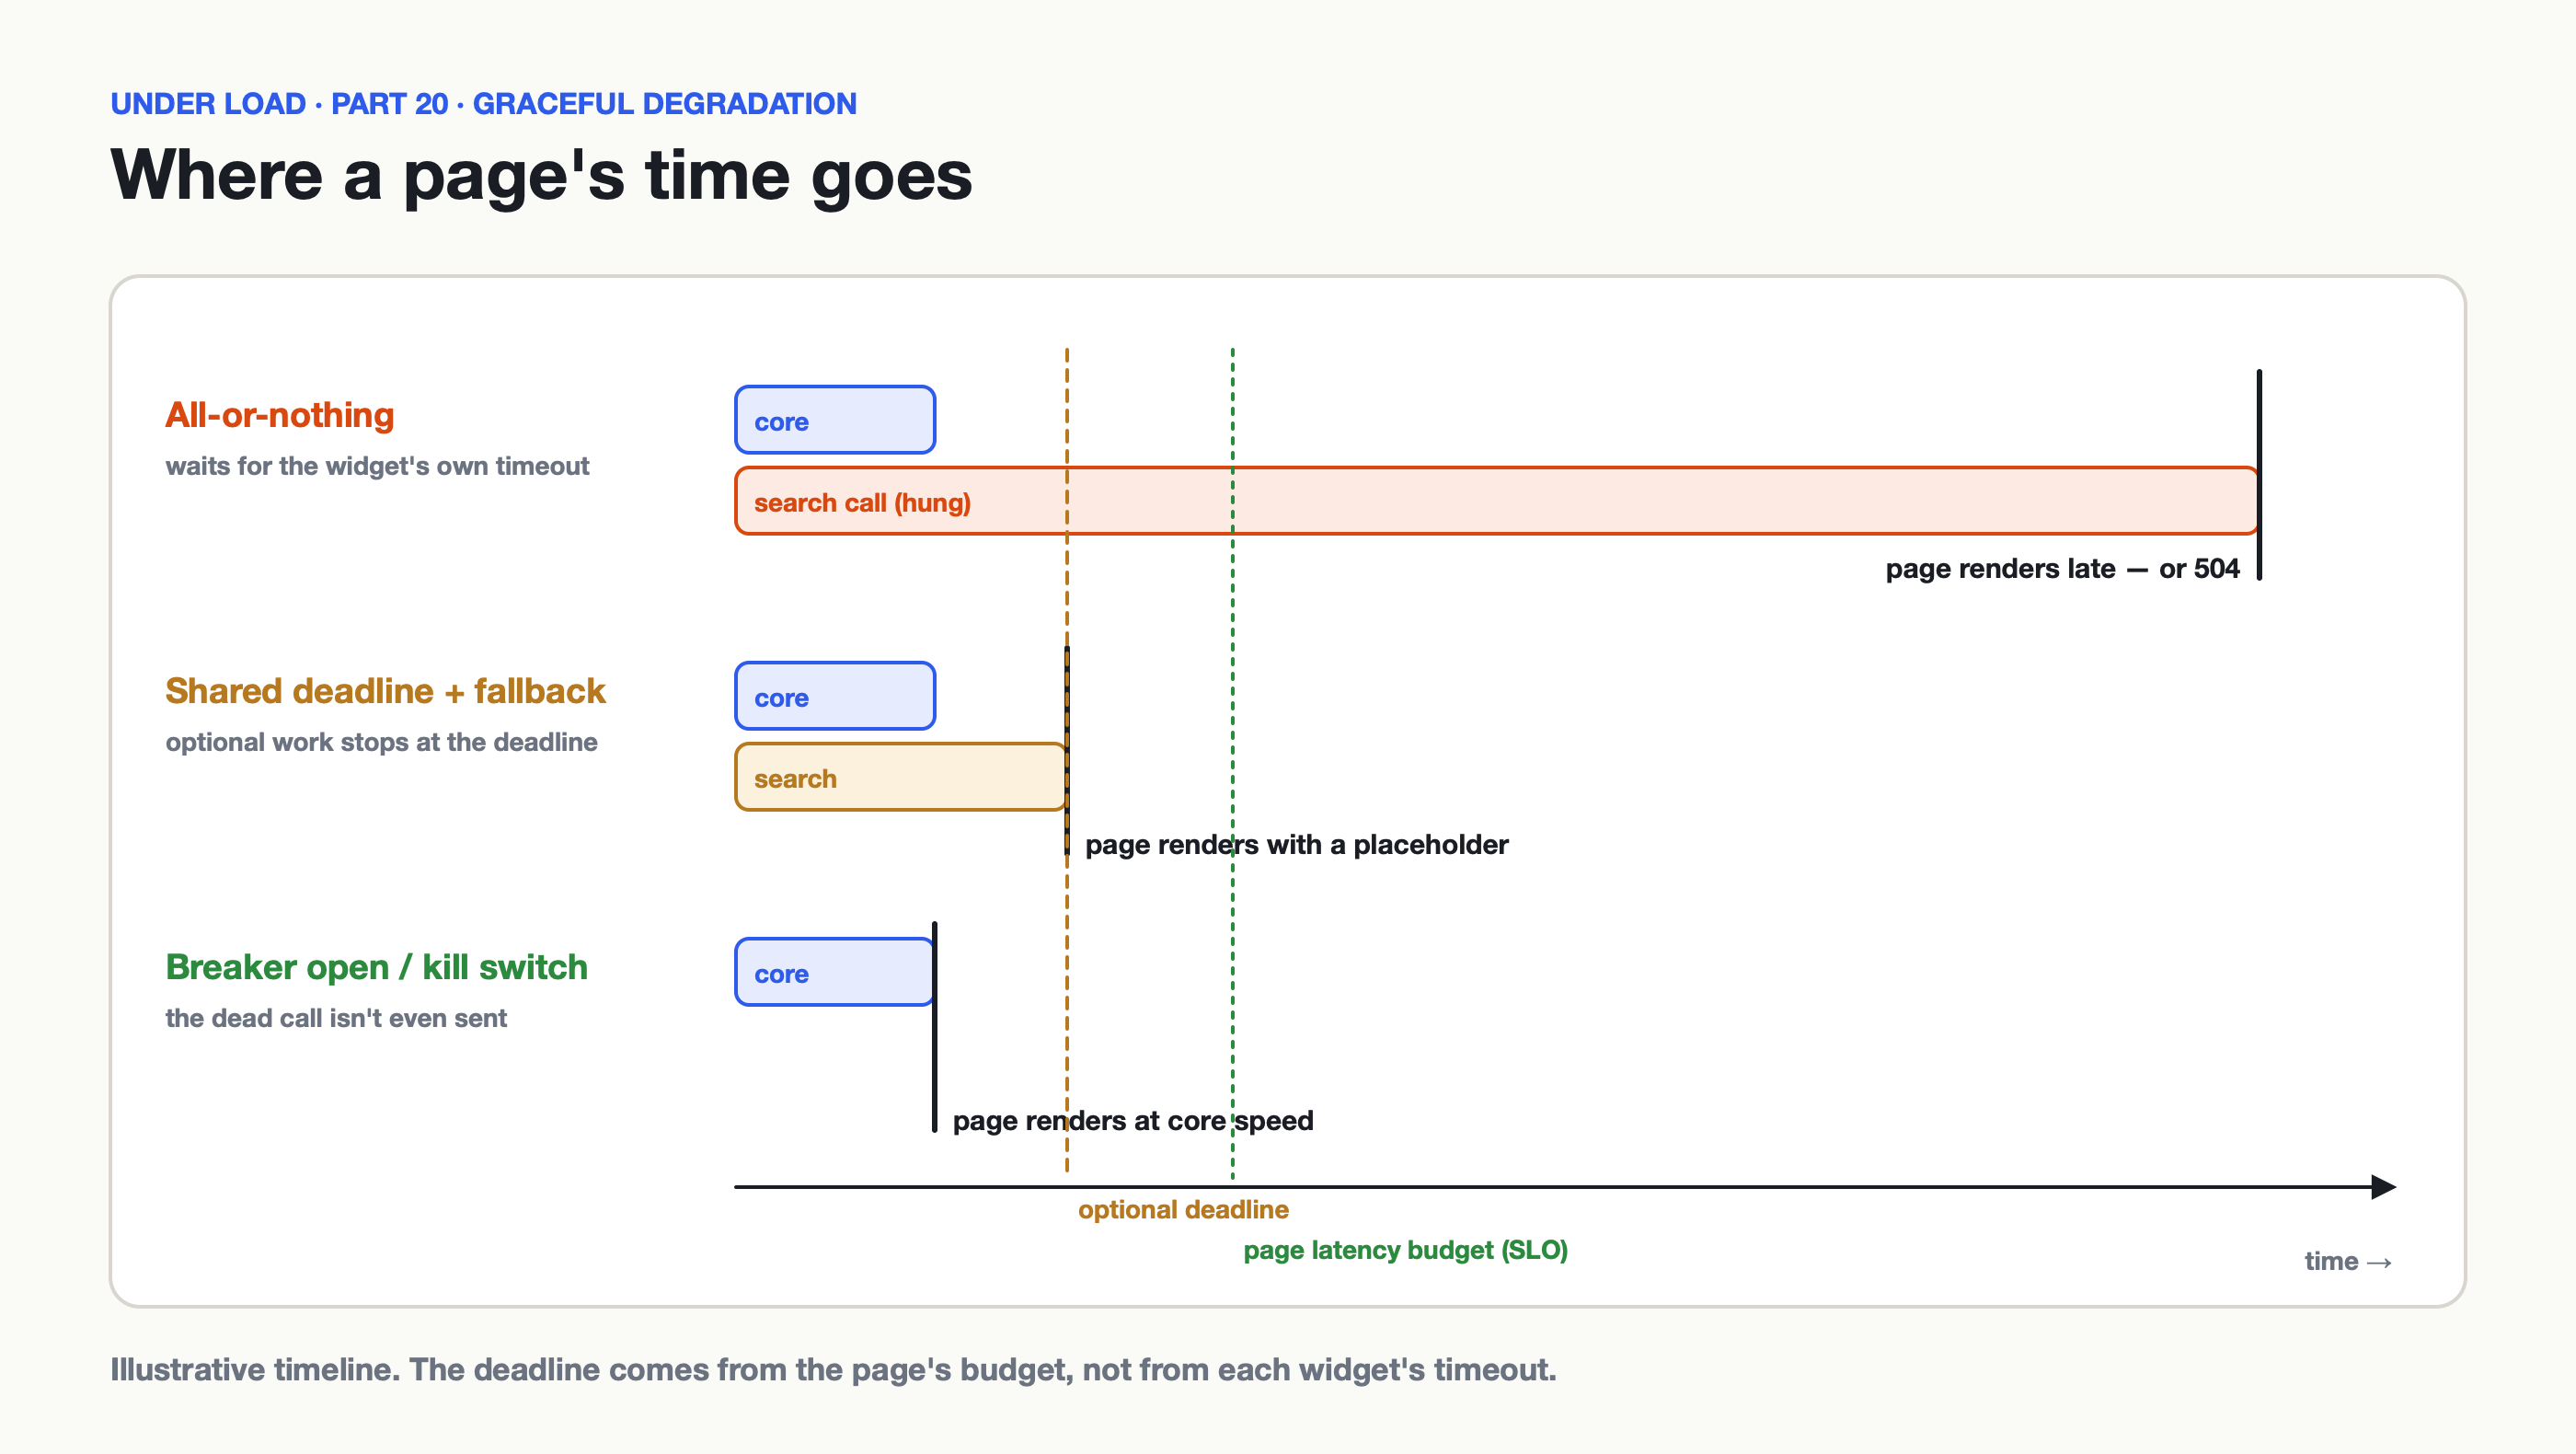 UNDER LOAD · PART 20 · GRACEFUL DEGRADATION
Where a page's time goes
All-or-nothing
waits for the widget's own timeout
core
search call (hung)
page renders late — or 504
Shared deadline + fallback
optional work stops at the deadline
core
search
page renders with a placeholder
Breaker open / kill switch
the dead call isn't even sent
core
page renders at core speed
optional deadline
page latency budget (SLO)
time →
Illustrative timeline. The deadline comes from the page's budget, not from each widget's timeout.